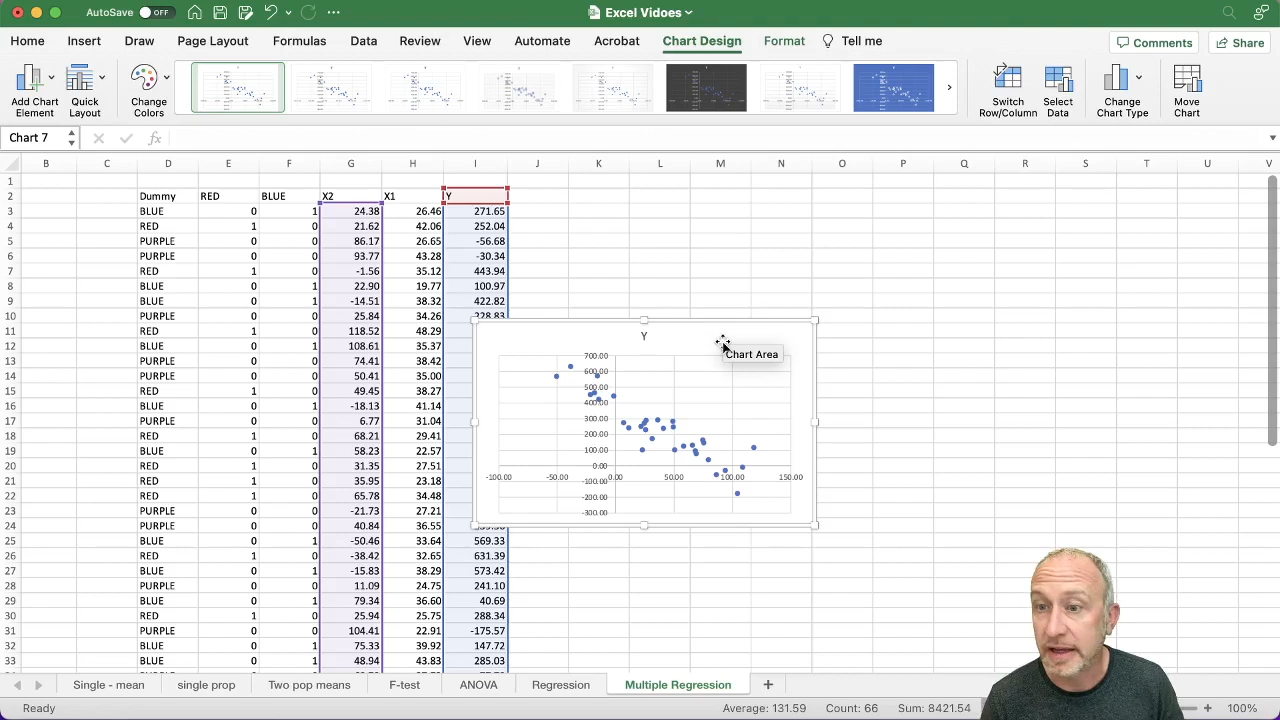 AutoSave OFF Excel Vidoes
Home Insert Draw Page Layout Formulas Data Review View Automate Acrobat Chart Design Format Tell me Comments Share
Add Chart Element Quick Layout Change Colors Switch Row/Column Select Data Change Chart Type Move Chart
Chart 7 fx
B C D E F G H I J K L M N O P Q R S T U V
1
2 Dummy RED BLUE X2 X1 Y
3 BLUE 0 1 24.38 26.46 271.65
4 RED 1 0 21.62 42.06 252.04
5 PURPLE 0 0 86.17 26.65 -56.68
6 PURPLE 0 0 93.77 43.28 -30.34
7 RED 1 0 -1.56 35.12 443.94
8 BLUE 0 1 22.90 19.77 100.97
9 BLUE 0 1 -14.51 38.32 422.82
10 PURPLE 0 0 25.84 34.26 228.83
11 RED 1 0 118.52 48.29
12 BLUE 0 1 108.61 35.37
13 PURPLE 0 0 74.41 38.42
14 PURPLE 0 0 50.41 35.00
15 RED 1 0 49.45 38.27
16 BLUE 0 1 -18.13 41.14
17 PURPLE 0 0 6.77 31.04
18 RED 1 0 68.21 29.41
19 BLUE 0 1 58.23 22.57
20 RED 1 0 31.35 27.51
21 RED 1 0 35.95 23.18
22 RED 1 0 65.78 34.48
23 PURPLE 0 0 -21.73 27.21
24 PURPLE 0 0 40.84 36.55
25 BLUE 0 1 -50.46 33.64 569.33
26 RED 1 0 -38.42 32.65 631.39
27 BLUE 0 1 -15.83 38.29 573.42
28 PURPLE 0 0 11.09 24.75 241.10
29 BLUE 0 1 79.34 36.60 40.69
30 RED 1 0 25.94 25.75 288.34
31 PURPLE 0 0 104.41 22.91 -175.57
32 BLUE 0 1 75.33 39.92 147.72
33 BLUE 0 1 48.94 43.83 285.03
Y
Chart Area
700.00
600.00
500.00
400.00
300.00
200.00
100.00
0.00
-100.00 -50.00 0.00 50.00 100.00 150.00
-100.00
-200.00
-300.00
Single - mean single prop Two pop means F-test ANOVA Regression Multiple Regression
Ready Average: 131.59 Count: 66 Sum: 8421.54 100%